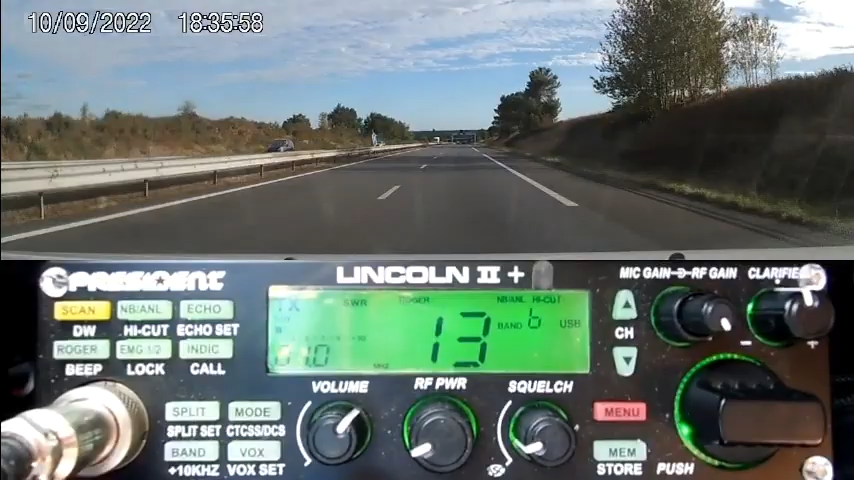 10/09/2022 18:35:58
PRESIDENT
LINCOLN II +
MIC GAIN RF GAIN CLARIFIER
SCAN NB/ANL ECHO
DW HI-CUT ECHO SET
ROGER EMG 1/2 INDIC
BEEP LOCK CALL
SWR ROGER NB/ANL HI-CUT
13 BAND 6 USB
CH
- +
VOLUME RF PWR SQUELCH
SPLIT MODE
SPLIT SET CTCSS/DCS
BAND VOX
+10KHZ VOX SET
MENU
MEM
STORE PUSH